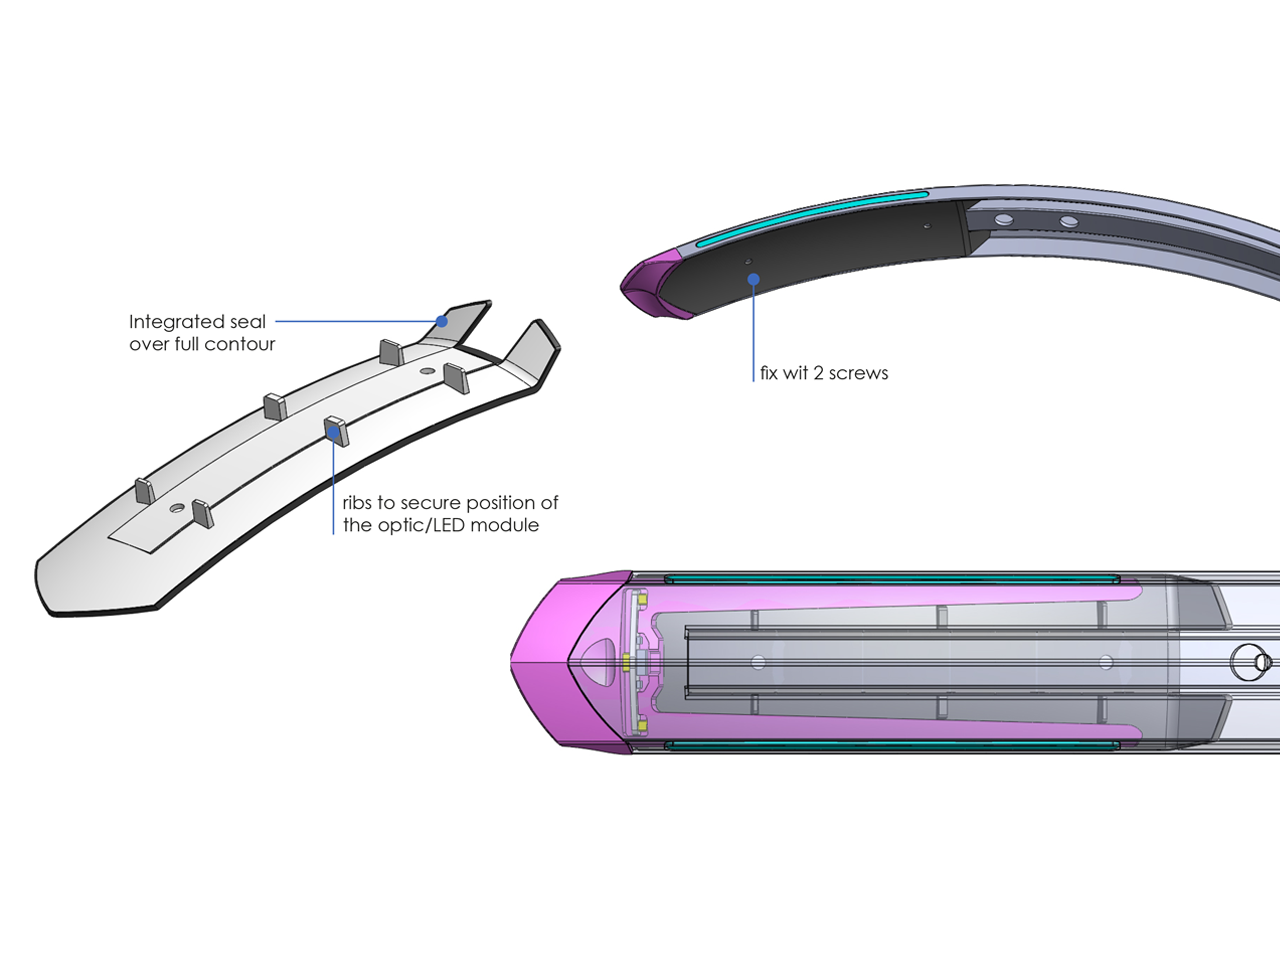 Integrated seal
over full contour
fix wit 2 screws
ribs to secure position of
the optic/LED module